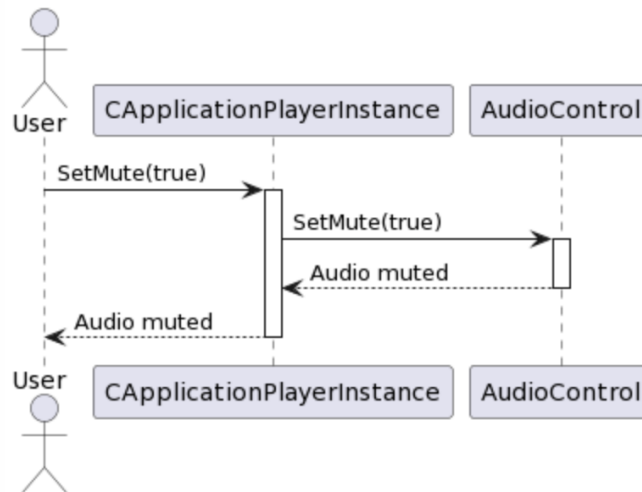 User
CApplicationPlayerInstance
AudioControl
SetMute(true)
SetMute(true)
Audio muted
Audio muted
User
CApplicationPlayerInstance
AudioControl